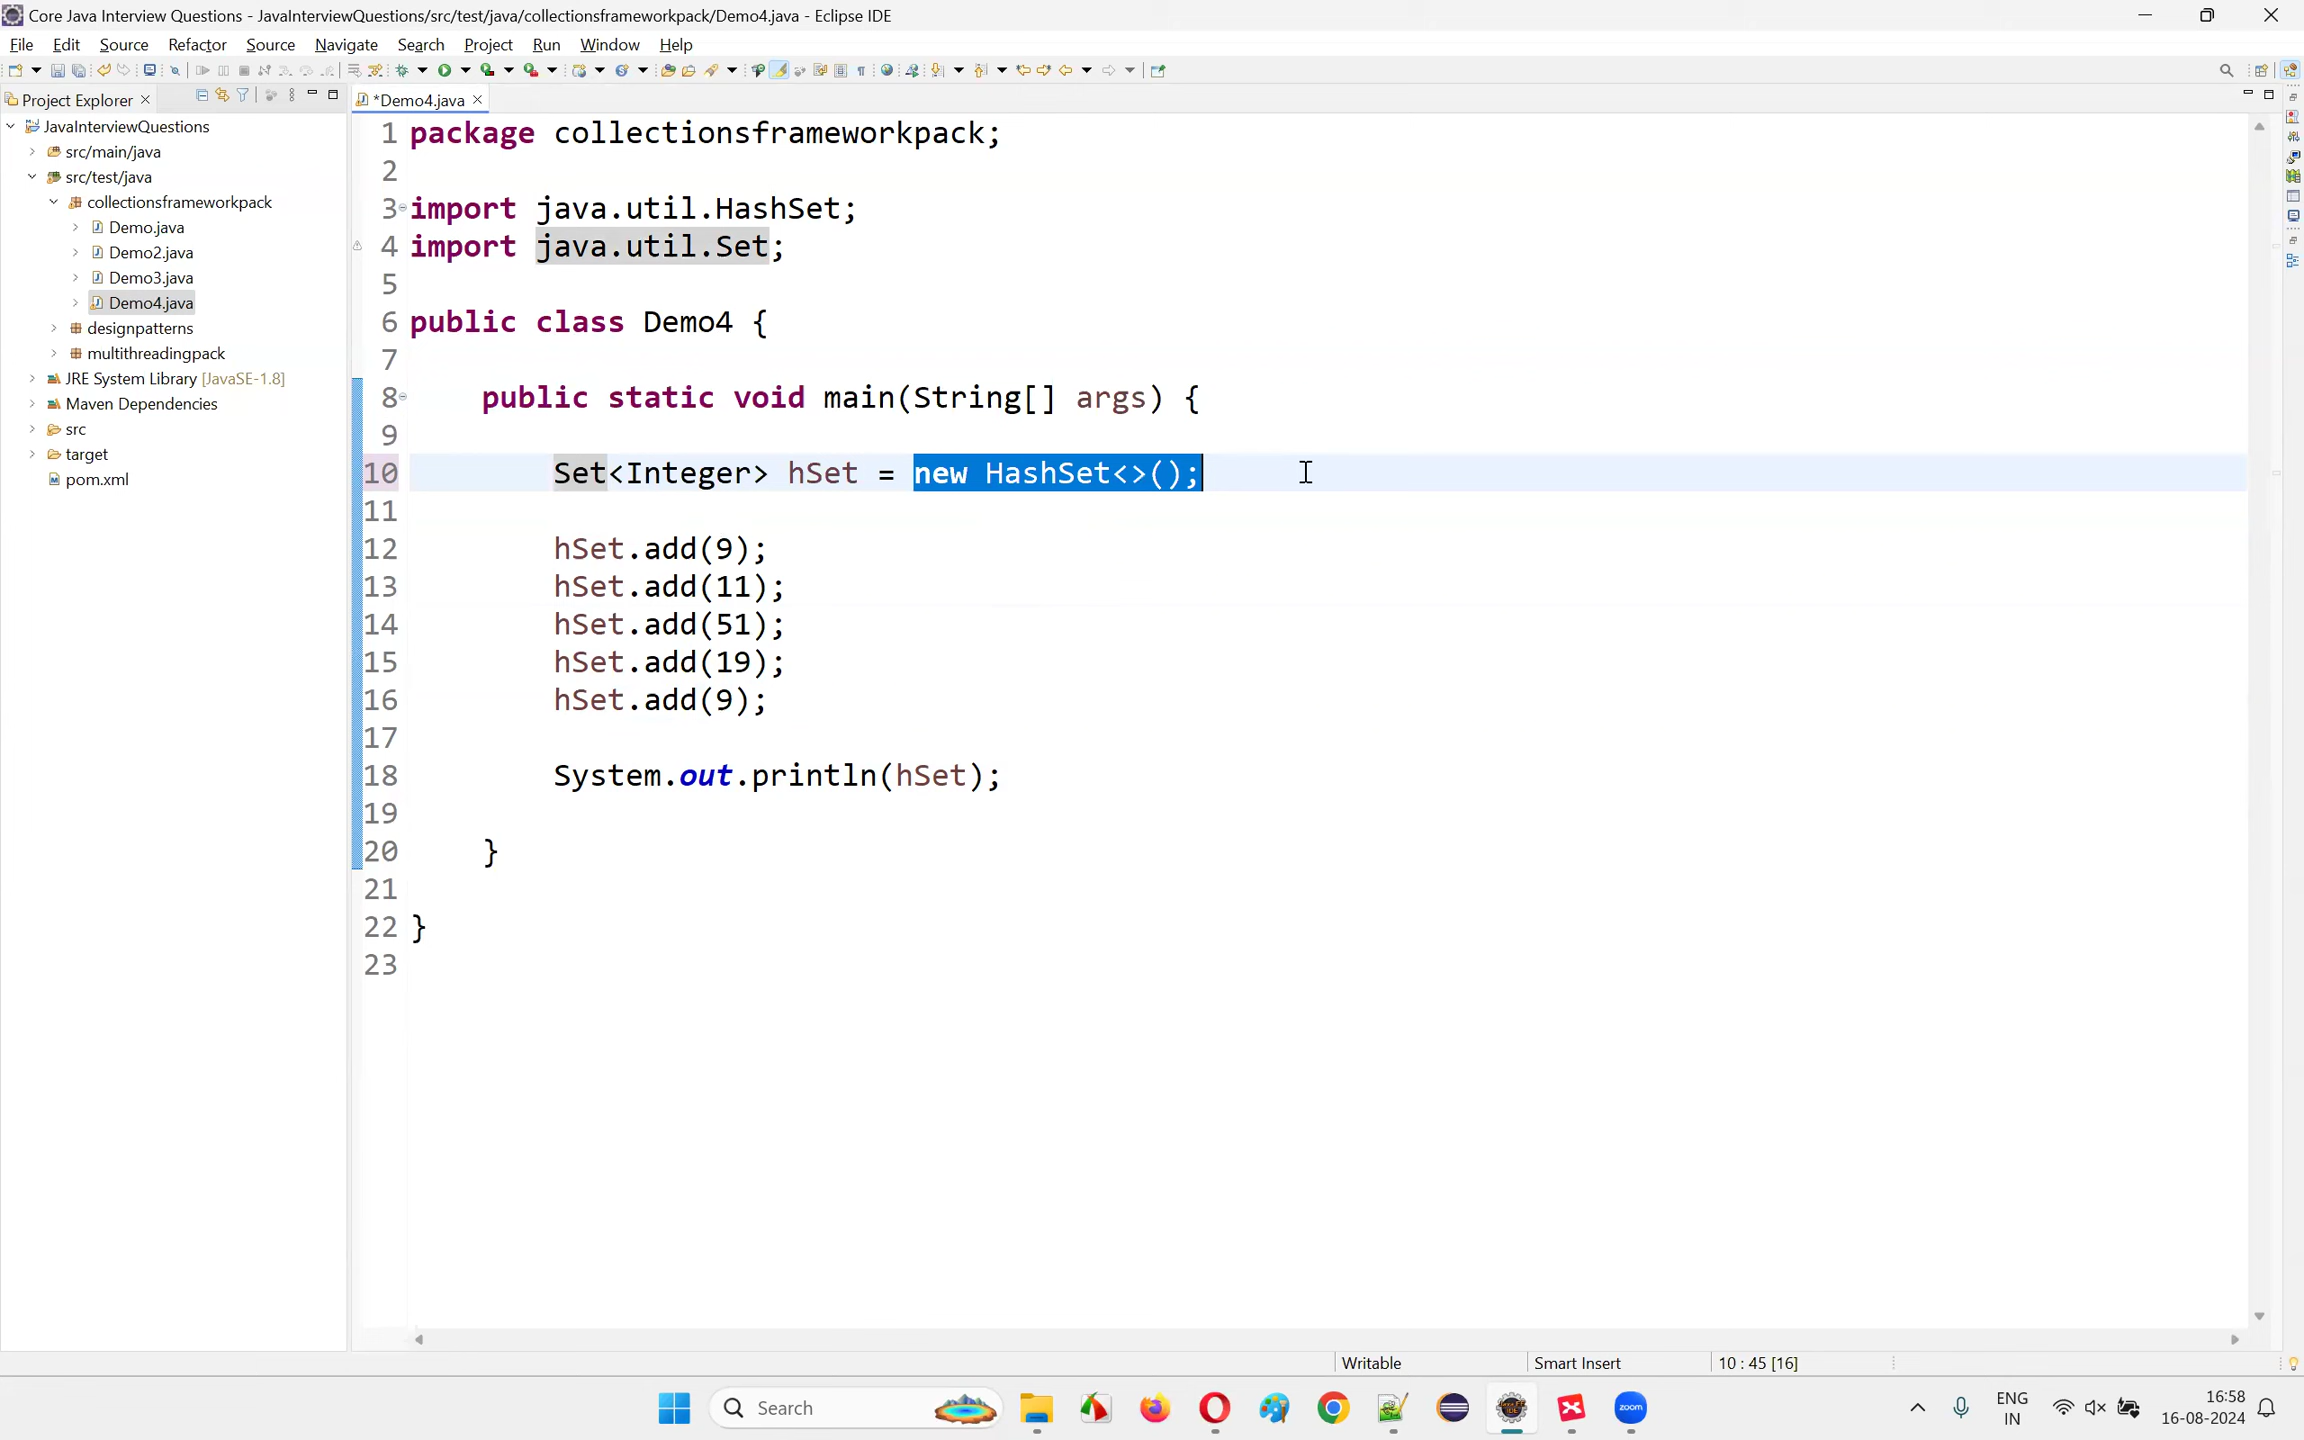 Core Java Interview Questions - JavaInterviewQuestions/src/test/java/collectionsframeworkpack/Demo4.java - Eclipse IDE
File Edit Source Refactor Source Navigate Search Project Run Window Help
Project Explorer
JavaInterviewQuestions
src/main/java
src/test/java
collectionsframeworkpack
Demo.java
Demo2.java
Demo3.java
Demo4.java
designpatterns
multithreadingpack
JRE System Library [JavaSE-1.8]
Maven Dependencies
src
target
pom.xml
*Demo4.java
1 package collectionsframeworkpack;
2
3 import java.util.HashSet;
4 import java.util.Set;
5
6 public class Demo4 {
7
8 public static void main(String[] args) {
9
10 Set<Integer> hSet = new HashSet<>();
11
12 hSet.add(9);
13 hSet.add(11);
14 hSet.add(51);
15 hSet.add(19);
16 hSet.add(9);
17
18 System.out.println(hSet);
19
20 }
21
22 }
23
Writable Smart Insert 10 : 45 [16]
Search
zoom
ENG
IN
16:58
16-08-2024